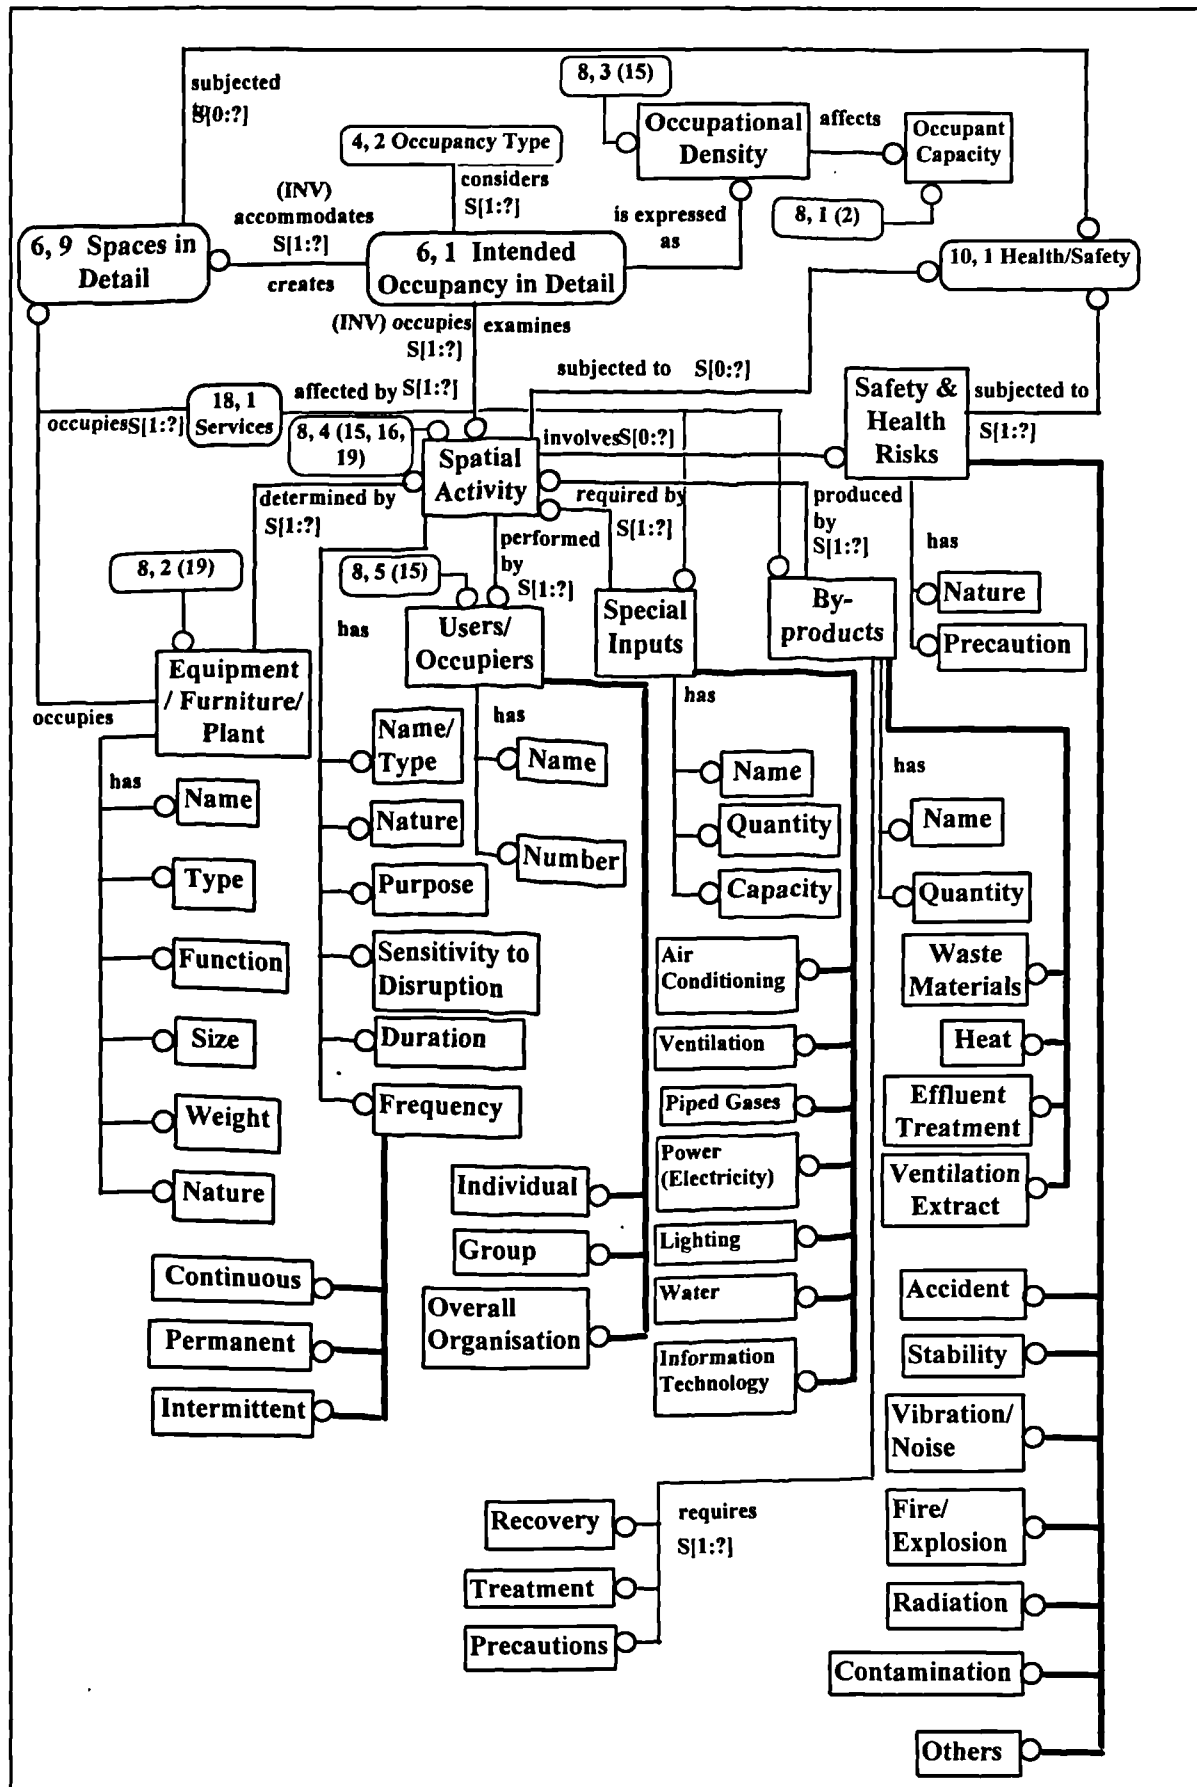 subjected
to
S[0:?]
8, 3 (15)
Occupational
Density
affects
Occupant
Capacity
4, 2 Occupancy Type
considers
S[1:?]
(INV)
accommodates
S[1:?]
is expressed
as
8, 1 (2)
6, 9 Spaces in
Detail
creates
6, 1 Intended
Occupancy in Detail
10, 1 Health/Safety
(INV) occupies
S[1:?]
examines
subjected to S[0:?]
Safety &
Health
Risks
subjected to
S[1:?]
affected by S[1:?]
occupies S[1:?]
18, 1
Services
8, 4 (15, 16,
19)
involves S[0:?]
Spatial
Activity
determined by
S[1:?]
required by
S[1:?]
produced
by
S[1:?]
performed
by
S[1:?]
has
Nature
Precaution
8, 2 (19)
8, 5 (15)
has
Users/
Occupiers
Special
Inputs
By-
products
Equipment
/ Furniture/
Plant
occupies
has
Name
Type
Function
Size
Weight
Nature
Name/
Type
Nature
Purpose
Sensitivity to
Disruption
Duration
Frequency
has
Name
Number
has
Name
Quantity
Capacity
has
Name
Quantity
Air
Conditioning
Ventilation
Piped Gases
Power
(Electricity)
Lighting
Water
Information
Technology
Waste
Materials
Heat
Effluent
Treatment
Ventilation
Extract
Individual
Group
Overall
Organisation
Continuous
Permanent
Intermittent
Accident
Stability
Vibration/
Noise
Fire/
Explosion
Radiation
Contamination
Others
requires
S[1:?]
Recovery
Treatment
Precautions